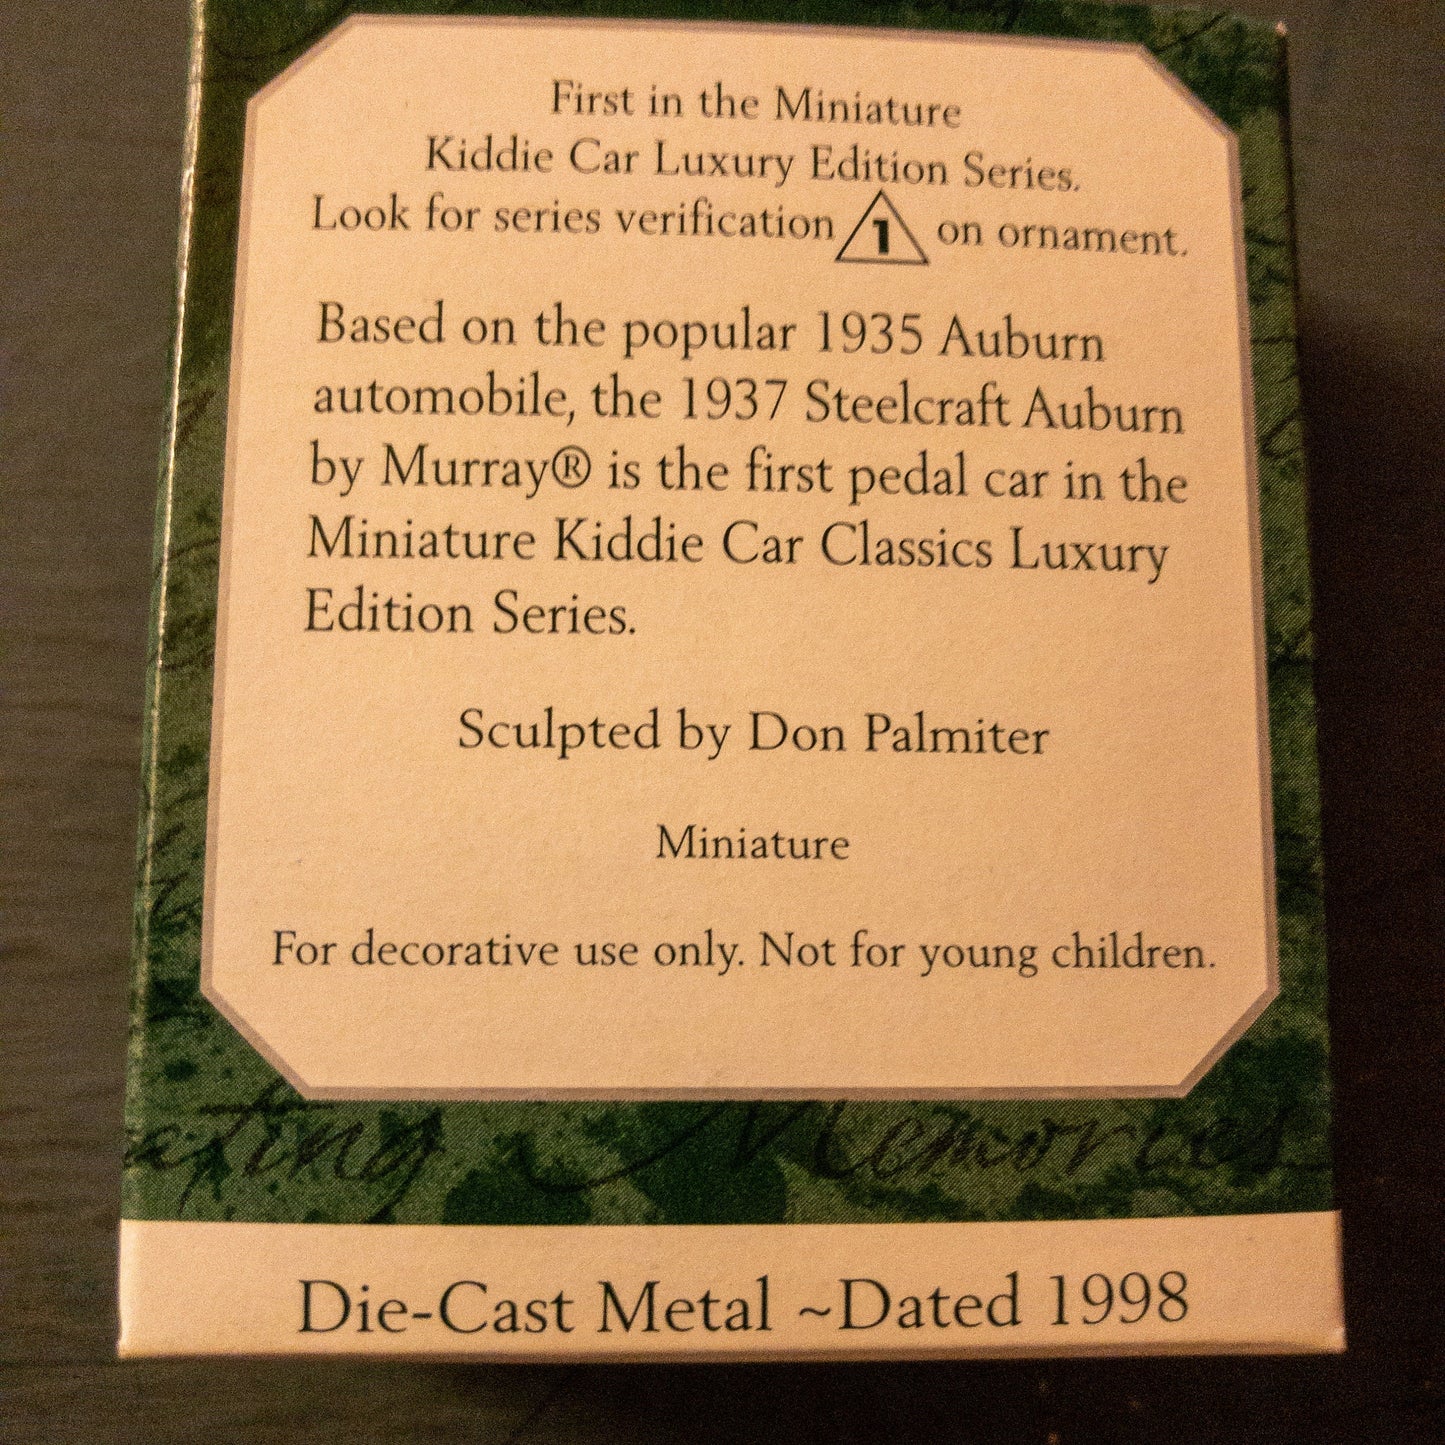 First in the Miniature
Kiddie Car Luxury Edition Series.
Look for series verification 1 on ornament.
Based on the popular 1935 Auburn
automobile, the 1937 Steelcraft Auburn
by Murray® is the first pedal car in the
Miniature Kiddie Car Classics Luxury
Edition Series.
Sculpted by Don Palmiter
Miniature
For decorative use only. Not for young children.
Memories
Die-Cast Metal ~Dated 1998